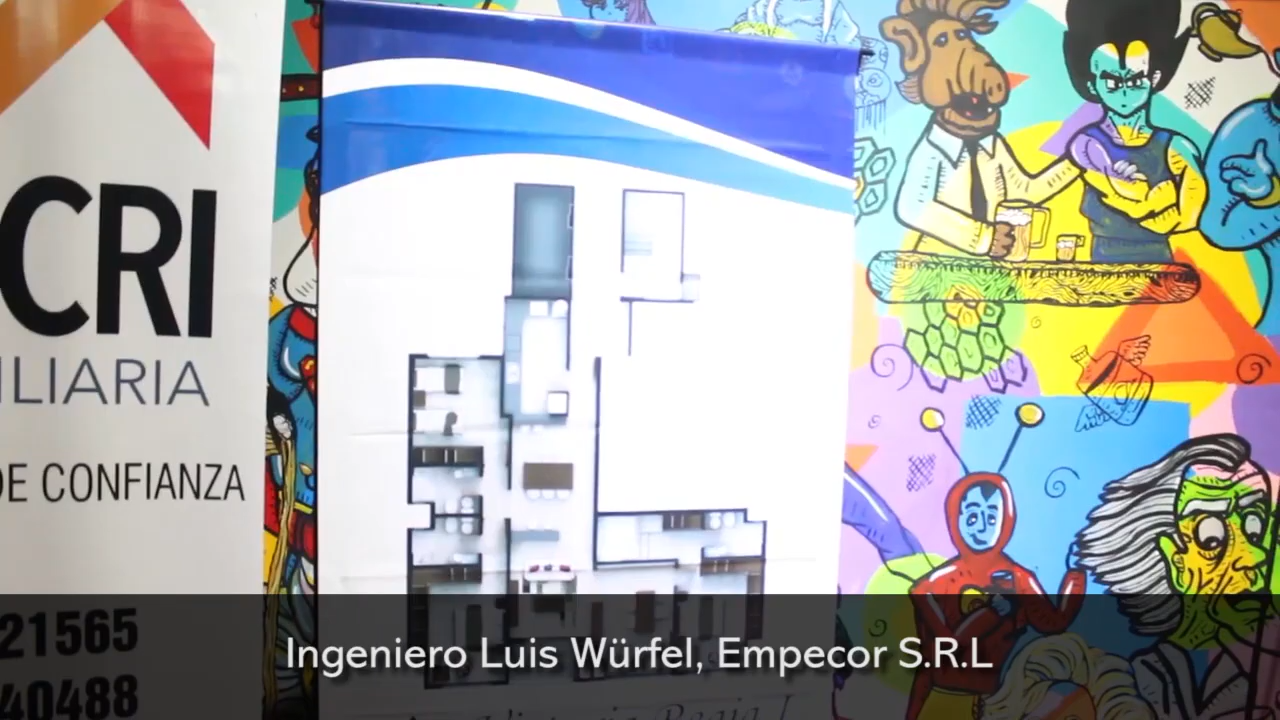 CRI
ILIARIA
DE CONFIANZA
21565
40488
Ingeniero Luis Würfel, Empecor S.R.L